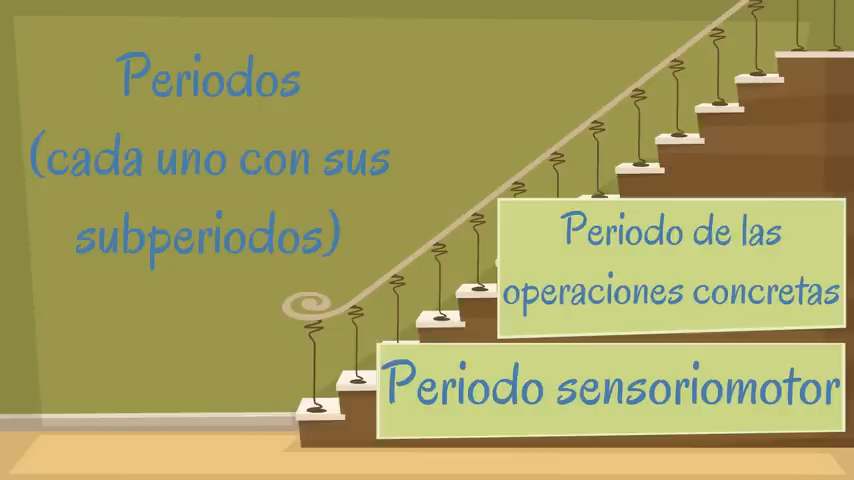 Periodos
(cada uno con sus
subperiodos)
Periodo de las
operaciones concretas
Periodo sensoriomotor